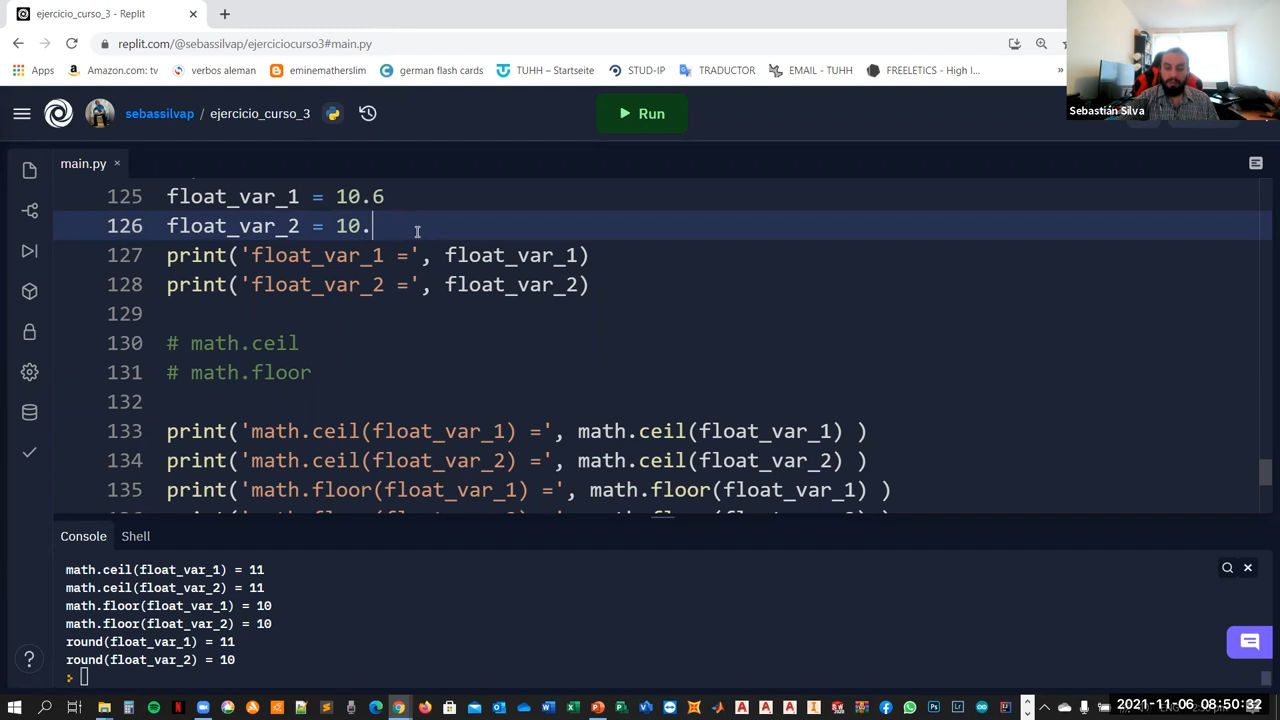 ejercicio_curso_3 - Replit
replit.com/@sebassilvap/ejerciciocurso3#main.py
Apps
Amazon.com: tv
verbos aleman
eminemathers​lim
german flash cards
TUHH – Startseite
STUD-IP
TRADUCTOR
EMAIL - TUHH
FREELETICS - High I...
»
Sebastián Silva
sebassilvap / ejercicio_curso_3
Run
main.py
125 float_var_1 = 10.6
126 float_var_2 = 10.
127 print('float_var_1 =', float_var_1)
128 print('float_var_2 =', float_var_2)
129
130 # math.ceil
131 # math.floor
132
133 print('math.ceil(float_var_1) =', math.ceil(float_var_1) )
134 print('math.ceil(float_var_2) =', math.ceil(float_var_2) )
135 print('math.floor(float_var_1) =', math.floor(float_var_1) )
Console
Shell
math.ceil(float_var_1) = 11
math.ceil(float_var_2) = 11
math.floor(float_var_1) = 10
math.floor(float_var_2) = 10
round(float_var_1) = 11
round(float_var_2) = 10
>
?
2021-11-06 08:50:32